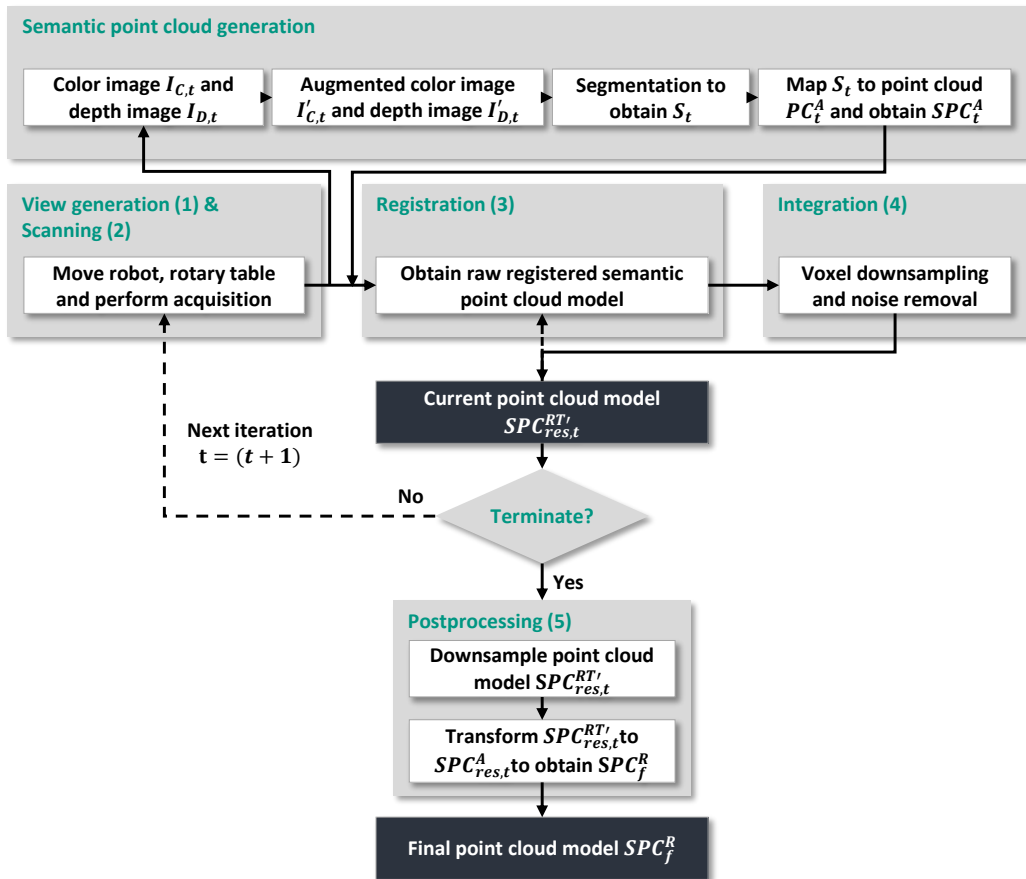 Semantic point cloud generation
Color image I_{C,t} and
depth image I_{D,t}
Augmented color image
I'_{C,t} and depth image I'_{D,t}
Segmentation to
obtain S_t
Map S_t to point cloud
PC_t^A and obtain SPC_t^A
View generation (1) &
Scanning (2)
Move robot, rotary table
and perform acquisition
Registration (3)
Obtain raw registered semantic
point cloud model
Integration (4)
Voxel downsampling
and noise removal
Current point cloud model
SPC_{res,t}^{RT'}
Next iteration
t = (t + 1)
No
Terminate?
Yes
Postprocessing (5)
Downsample point cloud
model SPC_{res,t}^{RT'}
Transform SPC_{res,t}^{RT'} to
SPC_{res,t}^A to obtain SPC_f^R
Final point cloud model SPC_f^R